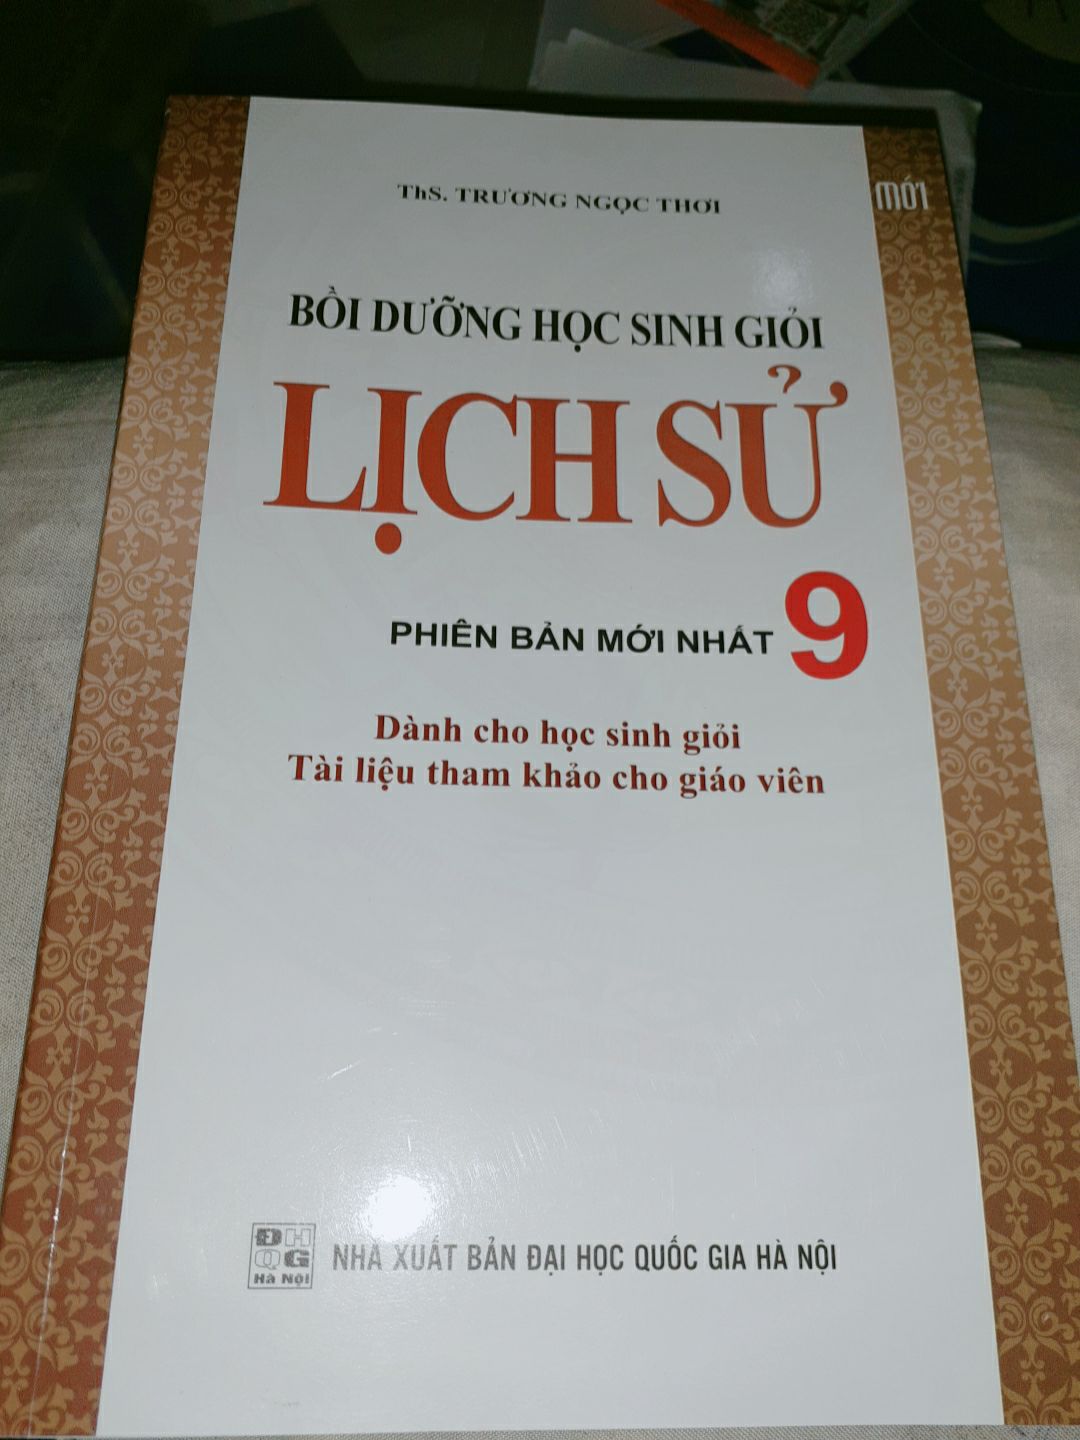 ThS. TRƯƠNG NGỌC THƠI
MỚI
BỒI DƯỠNG HỌC SINH GIỎI
LỊCH SỬ
PHIÊN BẢN MỚI NHẤT 9
Dành cho học sinh giỏi
Tài liệu tham khảo cho giáo viên
ĐH
QG
Hà Nội
NHÀ XUẤT BẢN ĐẠI HỌC QUỐC GIA HÀ NỘI